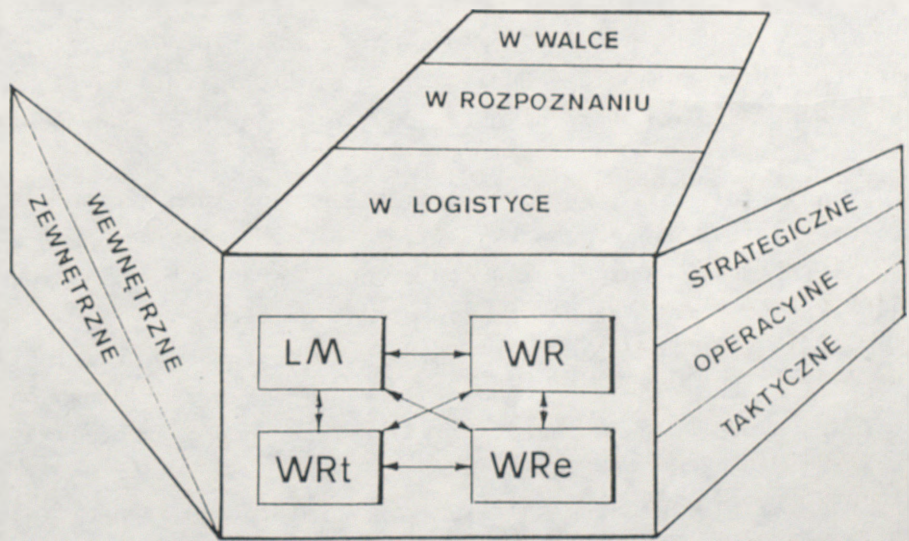 W WALCE
W ROZPOZNANIU
W LOGISTYCE
ZEWNĘTRZNE
WEWNĘTRZNE
STRATEGICZNE
OPERACYJNE
TAKTYCZNE
LM
WR
WRt
WRe